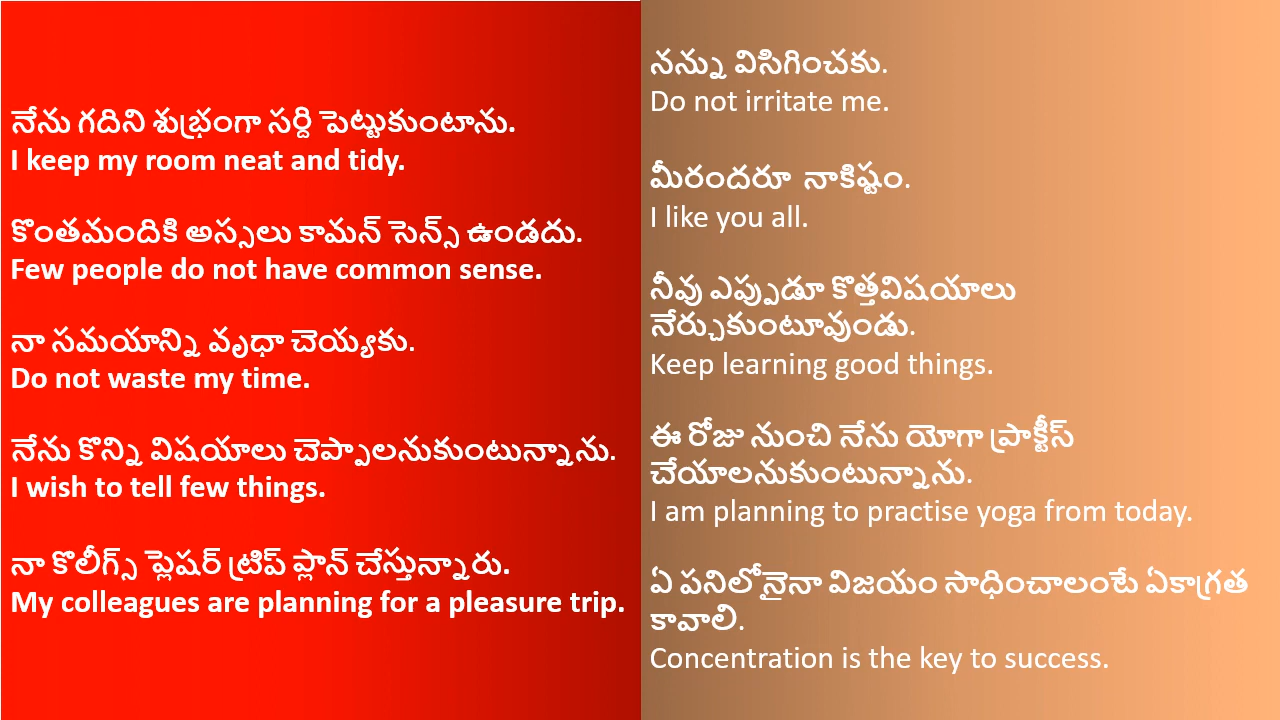 నేను గదిని శుభ్రంగా సర్ది పెట్టుకుంటాను.
I keep my room neat and tidy.
కొంతమందికి అస్సలు కామన్ సెన్స్ ఉండదు.
Few people do not have common sense.
నా సమయాన్ని వృధా చెయ్యకు.
Do not waste my time.
నేను కొన్ని విషయాలు చెప్పాలనుకుంటున్నాను.
I wish to tell few things.
నా కొలీగ్స్ ప్లెషర్ ట్రిప్ ప్లాన్ చేస్తున్నారు.
My colleagues are planning for a pleasure trip.
నన్ను విసిగించకు.
Do not irritate me.
మీరందరూ నాకిష్టం.
I like you all.
నీవు ఎప్పుడూ కొత్తవిషయాలు
నేర్చుకుంటూవుండు.
Keep learning good things.
ఈ రోజు నుంచి నేను యోగా ప్రాక్టీస్
చేయాలనుకుంటున్నాను.
I am planning to practise yoga from today.
ఏ పనిలోనైనా విజయం సాధించాలంటే ఏకాగ్రత
కావాలి.
Concentration is the key to success.